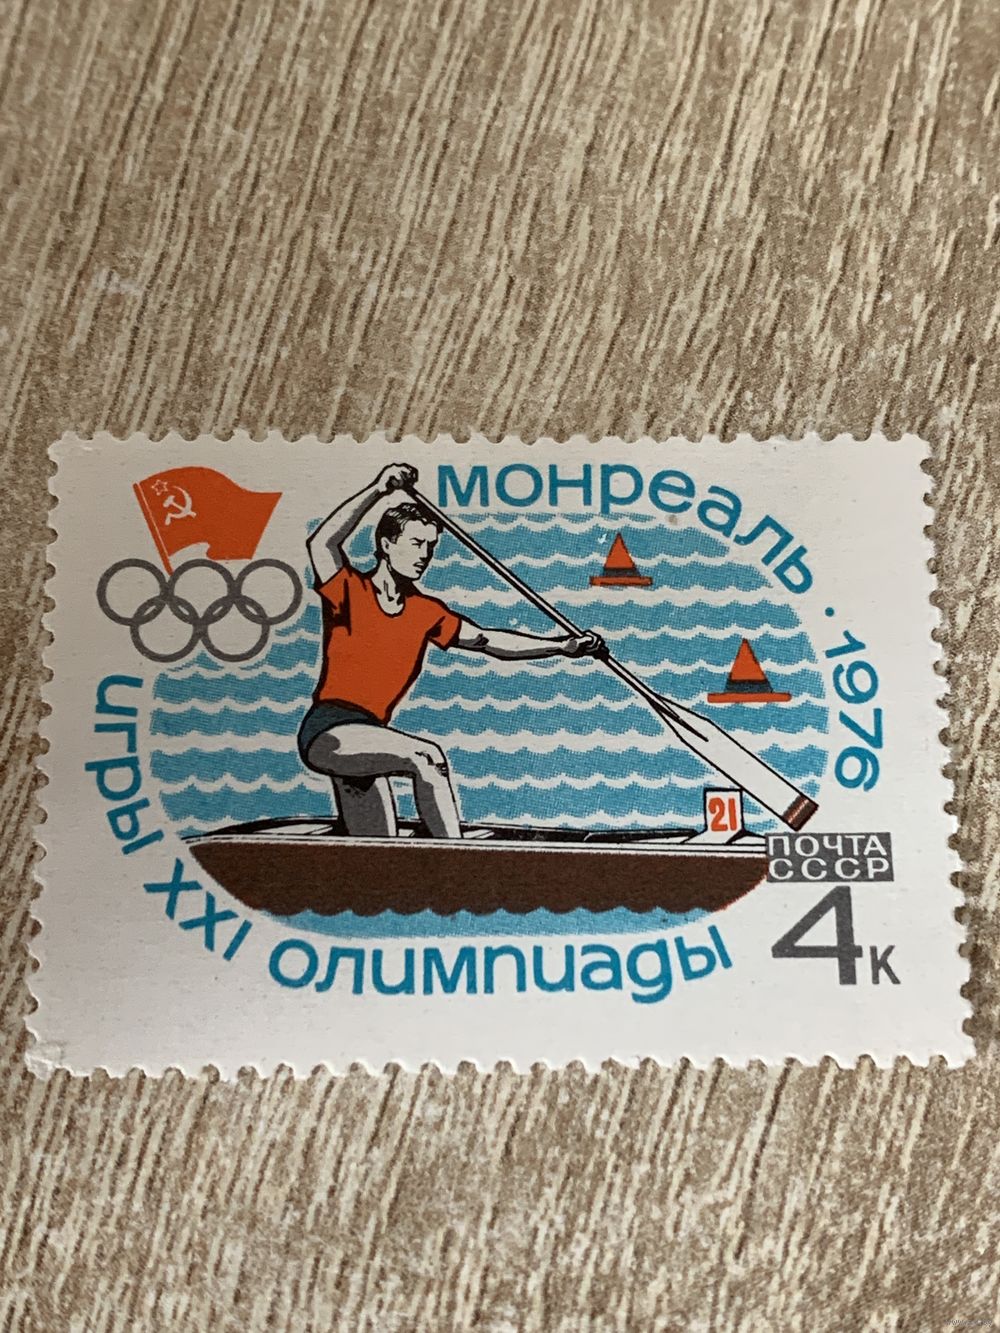 ИГРЫ XXI ОЛИМПИАДЫ
МОНРЕАЛЬ · 1976
21
ПОЧТА
СССР
4К